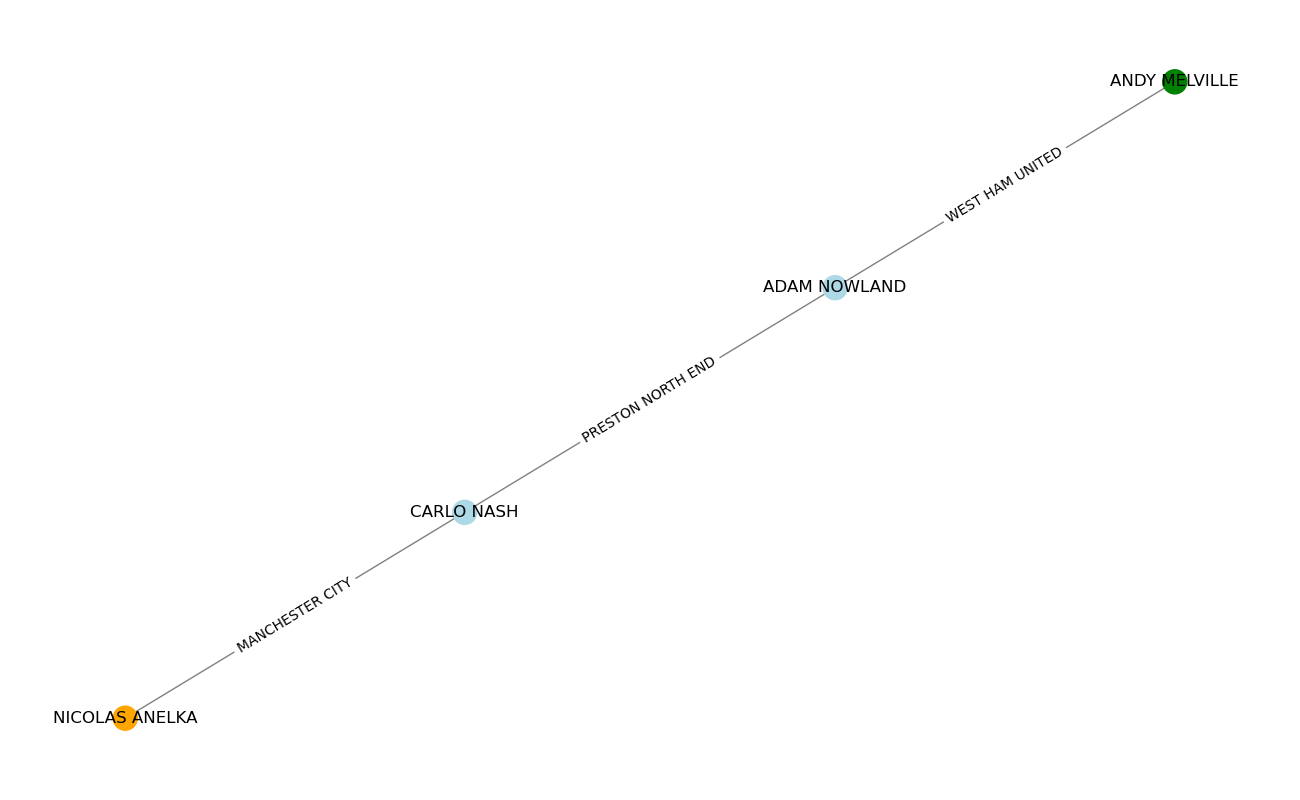 ANDY MELVILLE
WEST HAM UNITED
ADAM NOWLAND
PRESTON NORTH END
CARLO NASH
MANCHESTER CITY
NICOLAS ANELKA